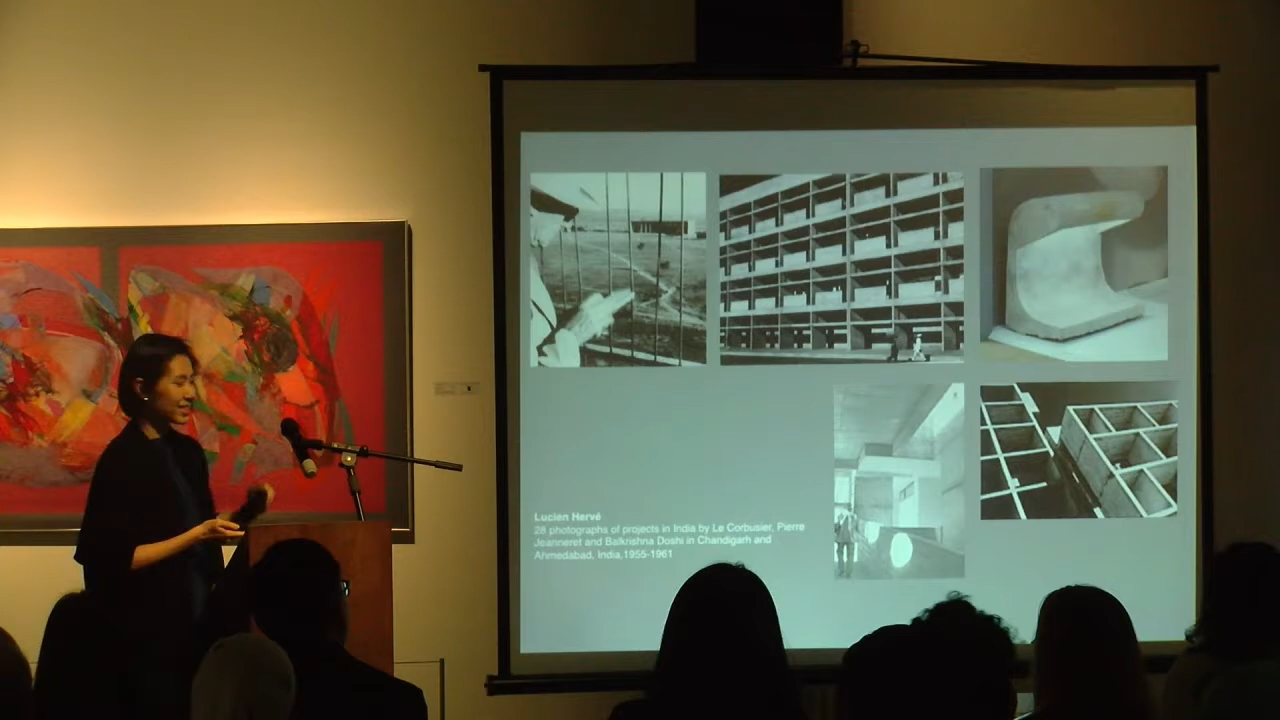 Lucien Hervé
28 photographs of projects in India by Le Corbusier, Pierre
Jeanneret and Balkrishna Doshi in Chandigarh and
Ahmedabad, India,1955-1961